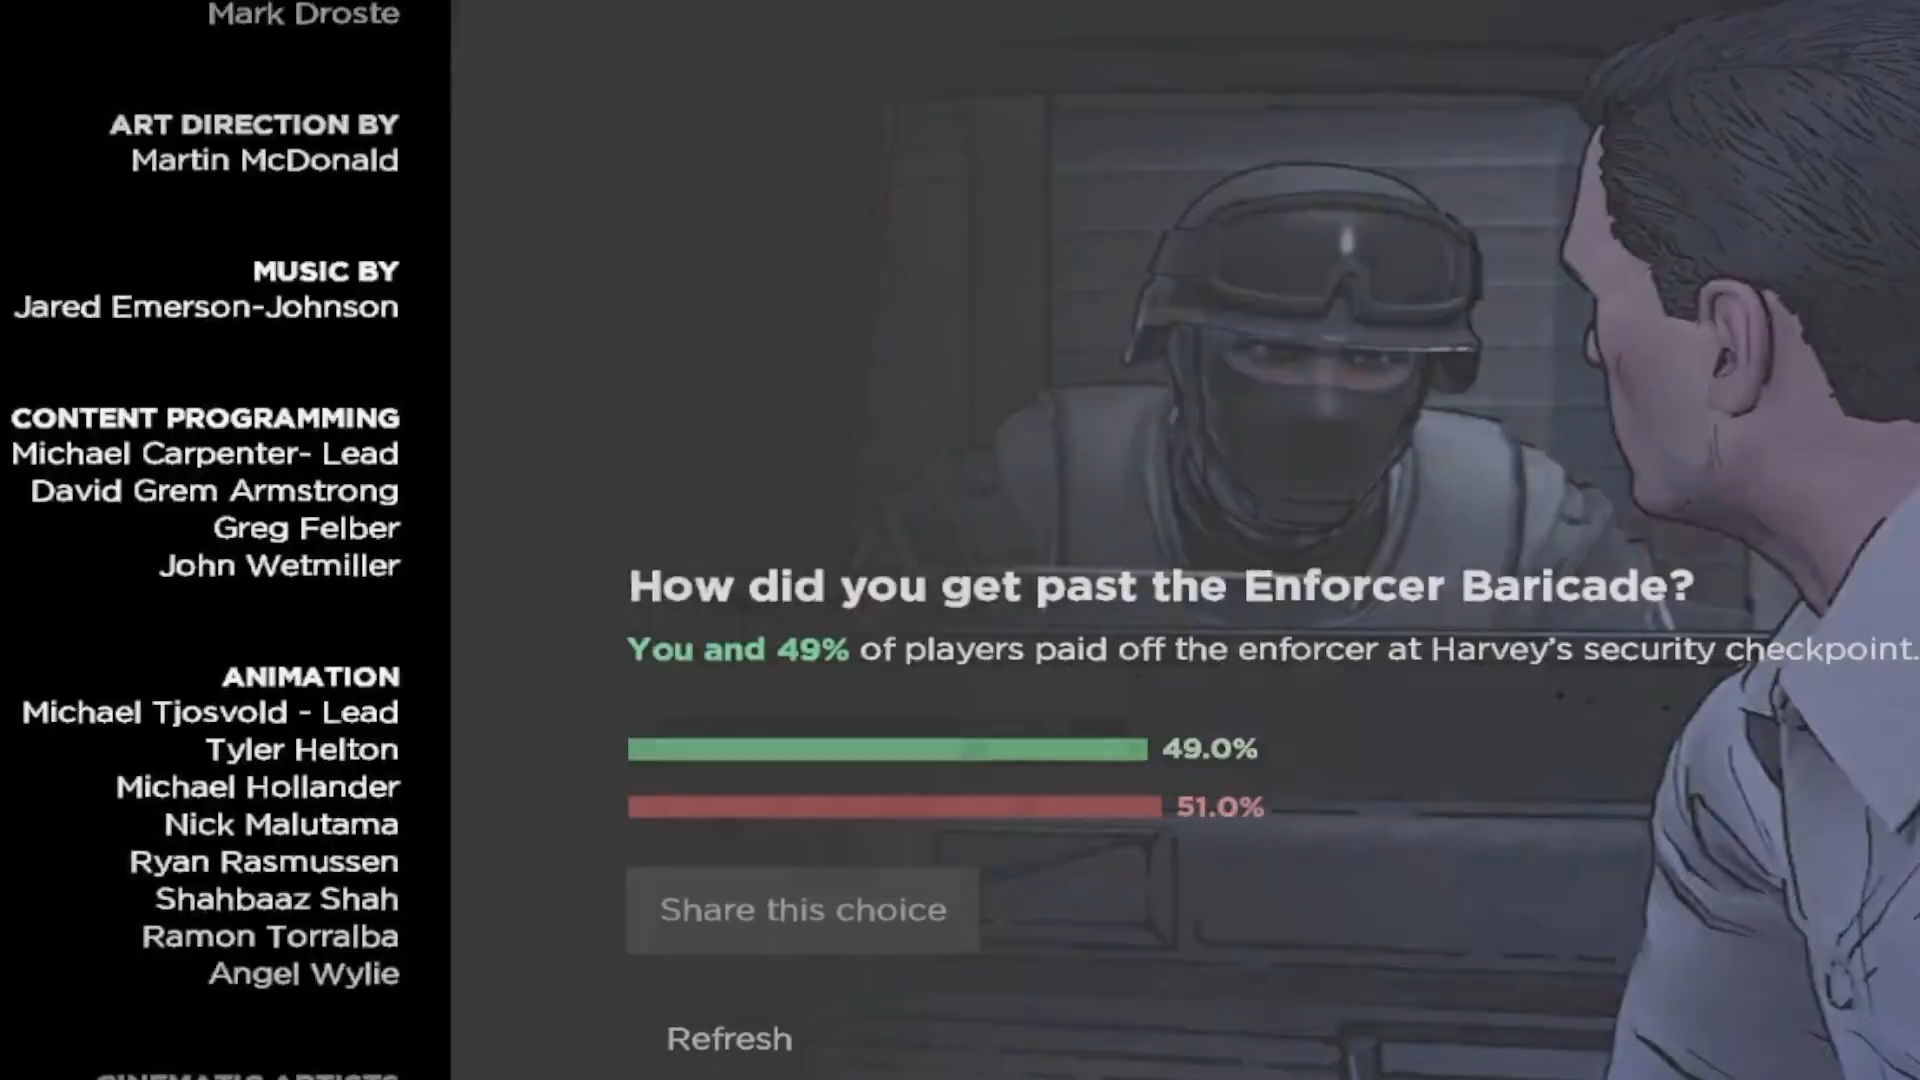 Mark Droste
ART DIRECTION BY
Martin McDonald
MUSIC BY
Jared Emerson-Johnson
CONTENT PROGRAMMING
Michael Carpenter- Lead
David Grem Armstrong
Greg Felber
John Wetmiller
ANIMATION
Michael Tjosvold - Lead
Tyler Helton
Michael Hollander
Nick Malutama
Ryan Rasmussen
Shahbaaz Shah
Ramon Torralba
Angel Wylie
CINEMATIC ARTISTS
How did you get past the Enforcer Baricade?
You and 49% of players paid off the enforcer at Harvey's security checkpoint.
49.0%
51.0%
Share this choice
Refresh